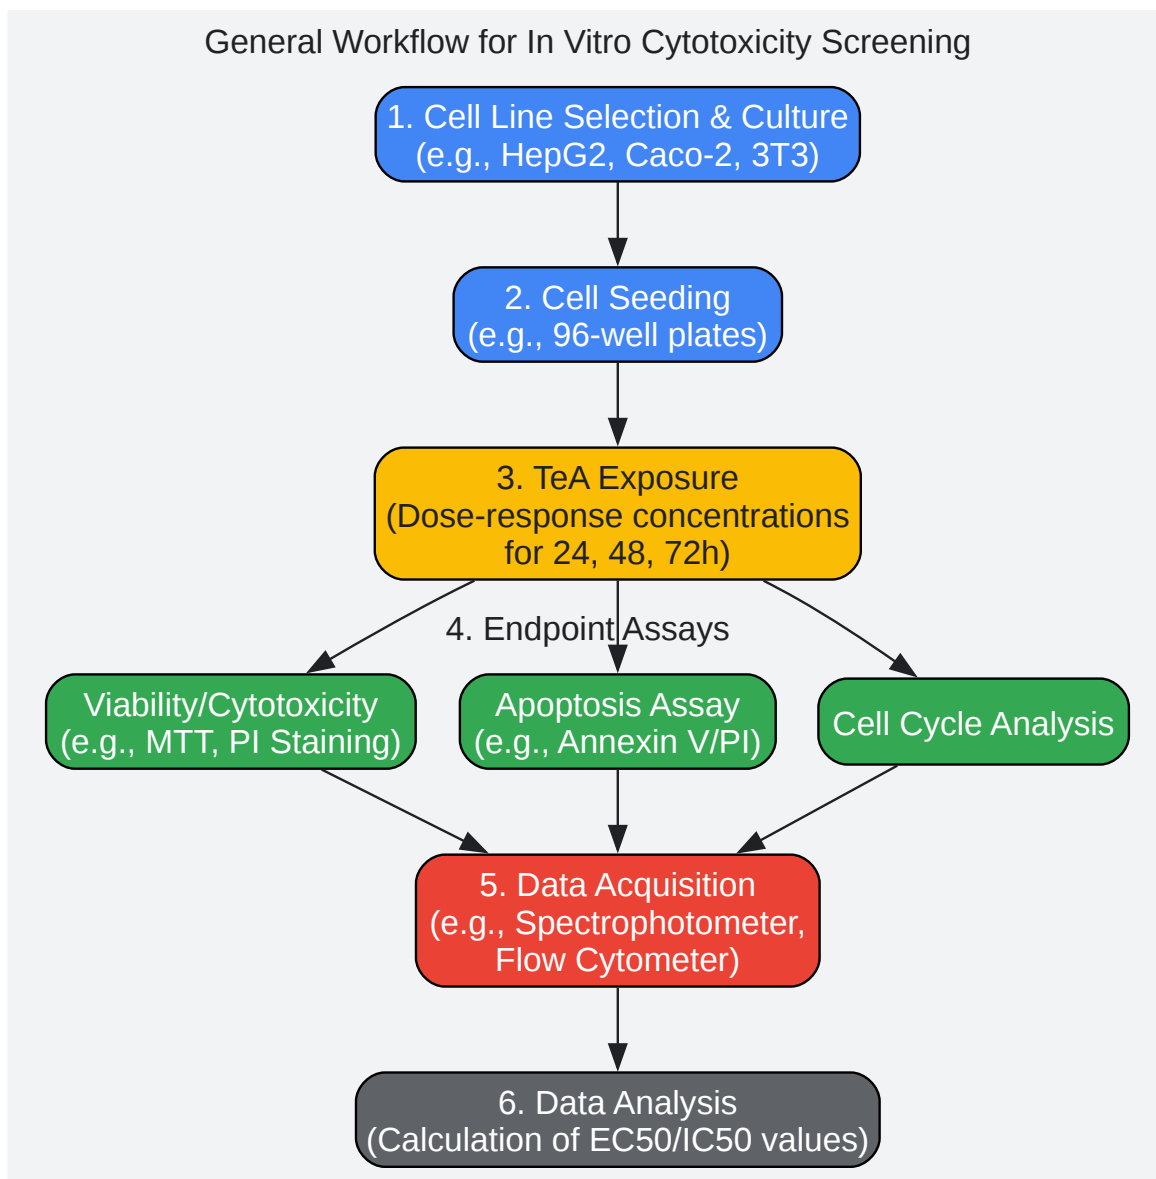 General Workflow for In Vitro Cytotoxicity Screening
1. Cell Line Selection & Culture
(e.g., HepG2, Caco-2, 3T3)
2. Cell Seeding
(e.g., 96-well plates)
3. TeA Exposure
(Dose-response concentrations
for 24, 48, 72h)
4. Endpoint Assays
Viability/Cytotoxicity
(e.g., MTT, PI Staining)
Apoptosis Assay
(e.g., Annexin V/PI)
Cell Cycle Analysis
5. Data Acquisition
(e.g., Spectrophotometer,
Flow Cytometer)
6. Data Analysis
(Calculation of EC50/IC50 values)